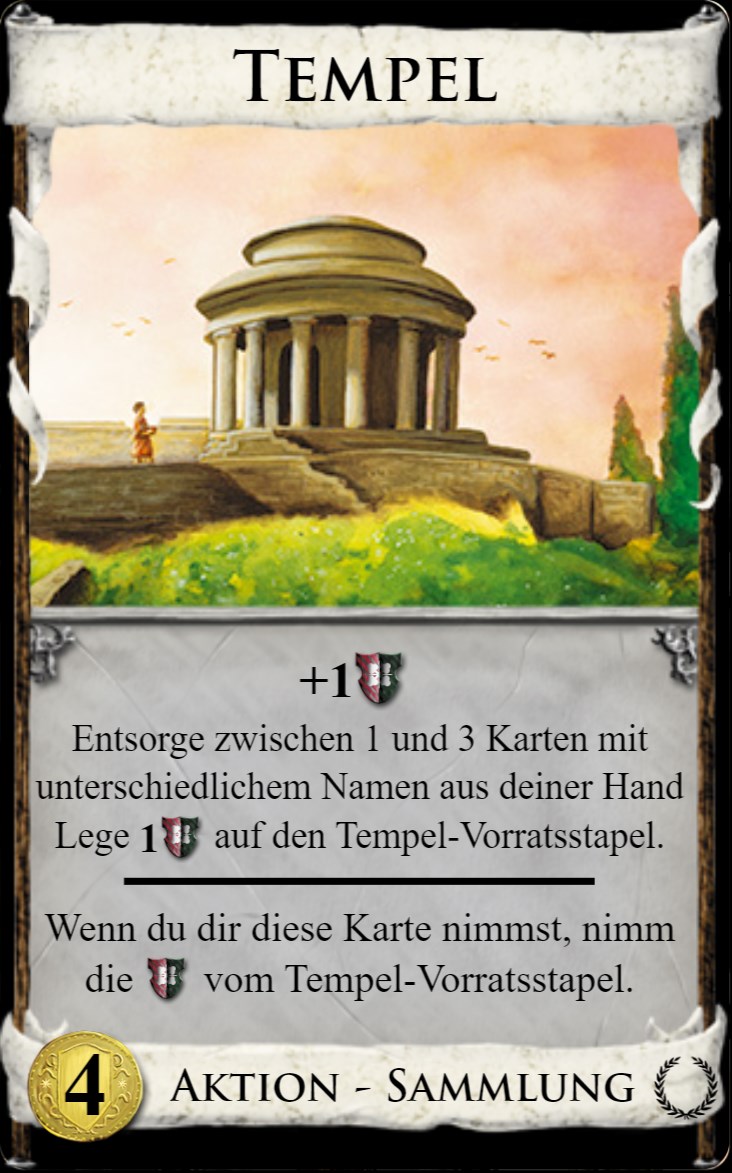 TEMPEL
+1
Entsorge zwischen 1 und 3 Karten mit
unterschiedlichem Namen aus deiner Hand
Lege 1 auf den Tempel-Vorratsstapel.
Wenn du dir diese Karte nimmst, nimm
die vom Tempel-Vorratsstapel.
4 AKTION - SAMMLUNG